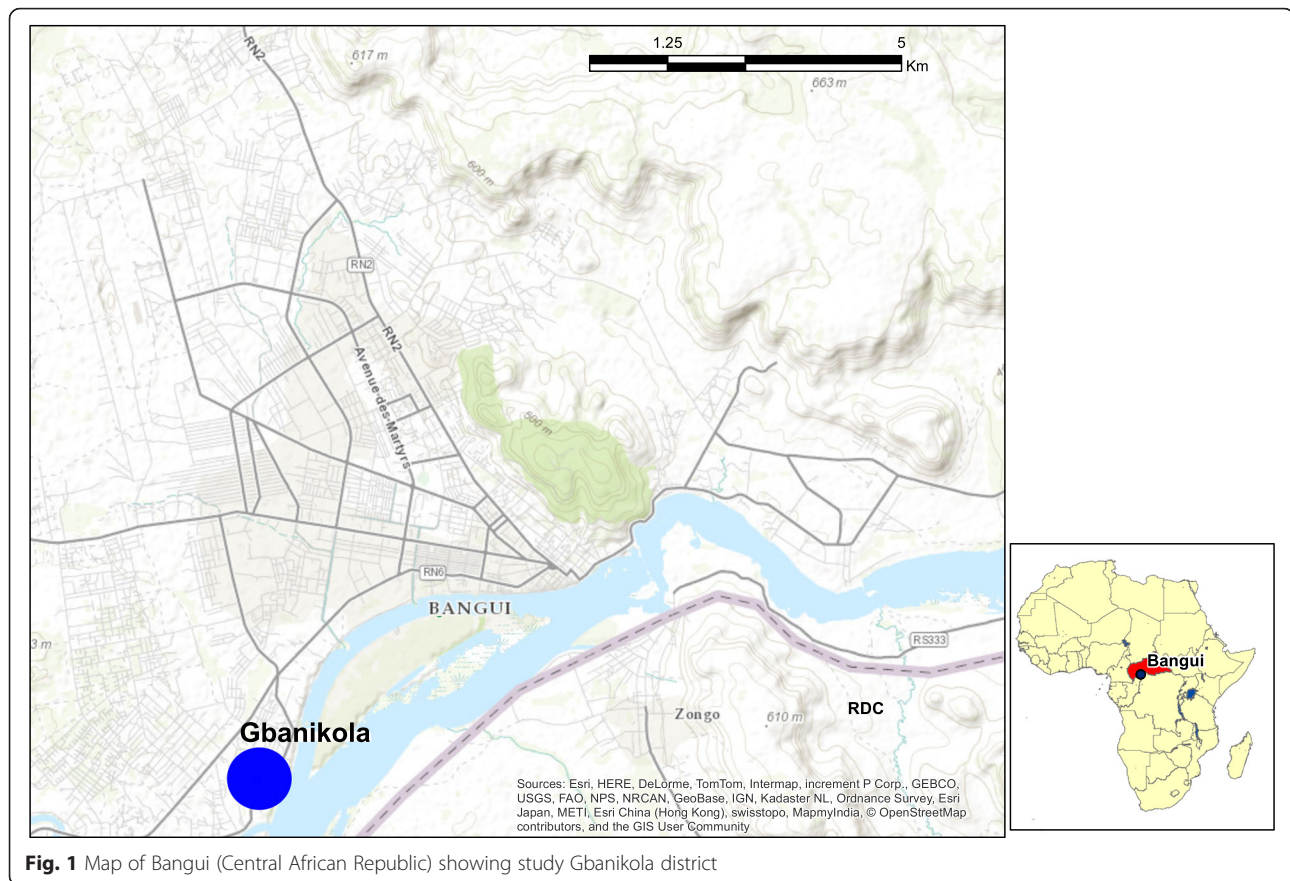 1.25
5
Km
RN2
617 m
663 m
600 m
RN2
RN2
Avenue des Martyrs
500 m
RN6
BANGUI
RS333
3 m
Zongo
610 m
RDC
Gbanikola
Sources: Esri, HERE, DeLorme, TomTom, Intermap, increment P Corp., GEBCO,
USGS, FAO, NPS, NRCAN, GeoBase, IGN, Kadaster NL, Ordnance Survey, Esri
Japan, METI, Esri China (Hong Kong), swisstopo, MapmyIndia, © OpenStreetMap
contributors, and the GIS User Community
Bangui
Fig. 1 Map of Bangui (Central African Republic) showing study Gbanikola district